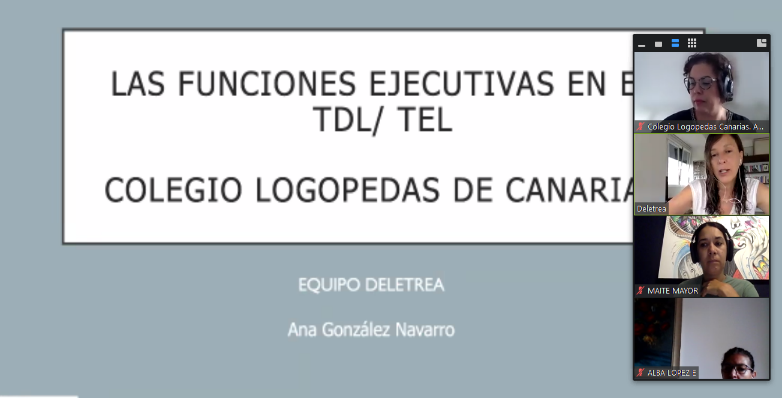 LAS FUNCIONES EJECUTIVAS EN E
TDL/ TEL
COLEGIO LOGOPEDAS DE CANARIA
EQUIPO DELETREA
Ana González Navarro
Colegio Logopedas Canarias. A...
Deletrea
MAITE MAYOR
ALBA LOPEZ E